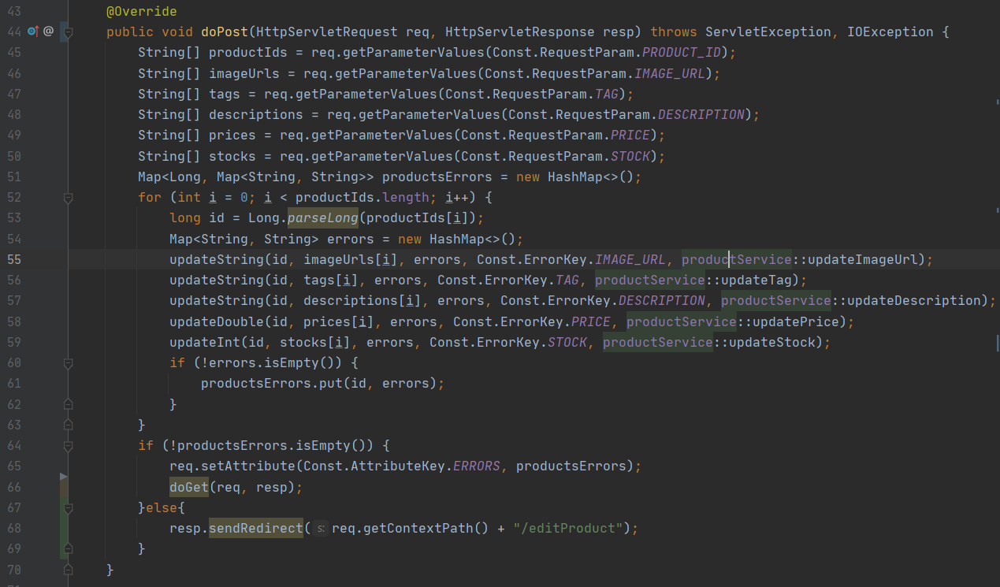 43 @Override
44 @ public void doPost(HttpServletRequest req, HttpServletResponse resp) throws ServletException, IOException {
45 String[] productIds = req.getParameterValues(Const.RequestParam.PRODUCT_ID);
46 String[] imageUrls = req.getParameterValues(Const.RequestParam.IMAGE_URL);
47 String[] tags = req.getParameterValues(Const.RequestParam.TAG);
48 String[] descriptions = req.getParameterValues(Const.RequestParam.DESCRIPTION);
49 String[] prices = req.getParameterValues(Const.RequestParam.PRICE);
50 String[] stocks = req.getParameterValues(Const.RequestParam.STOCK);
51 Map<Long, Map<String, String>> productsErrors = new HashMap<>();
52 for (int i = 0; i < productIds.length; i++) {
53 long id = Long.parseLong(productIds[i]);
54 Map<String, String> errors = new HashMap<>();
55 updateString(id, imageUrls[i], errors, Const.ErrorKey.IMAGE_URL, productService::updateImageUrl);
56 updateString(id, tags[i], errors, Const.ErrorKey.TAG, productService::updateTag);
57 updateString(id, descriptions[i], errors, Const.ErrorKey.DESCRIPTION, productService::updateDescription);
58 updateDouble(id, prices[i], errors, Const.ErrorKey.PRICE, productService::updatePrice);
59 updateInt(id, stocks[i], errors, Const.ErrorKey.STOCK, productService::updateStock);
60 if (!errors.isEmpty()) {
61 productsErrors.put(id, errors);
62 }
63 }
64 if (!productsErrors.isEmpty()) {
65 req.setAttribute(Const.AttributeKey.ERRORS, productsErrors);
66 doGet(req, resp);
67 }else{
68 resp.sendRedirect( s: req.getContextPath() + "/editProduct");
69 }
70 }